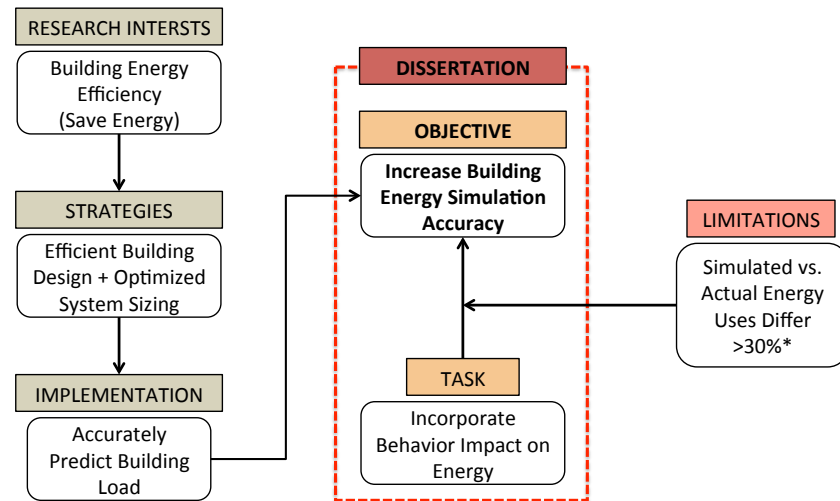 RESEARCH INTERSTS
Building Energy
Efficiency
(Save Energy)
STRATEGIES
Efficient Building
Design + Optimized
System Sizing
IMPLEMENTATION
Accurately
Predict Building
Load
DISSERTATION
OBJECTIVE
Increase Building
Energy Simulation
Accuracy
TASK
Incorporate
Behavior Impact on
Energy
LIMITATIONS
Simulated vs.
Actual Energy
Uses Differ
>30%*